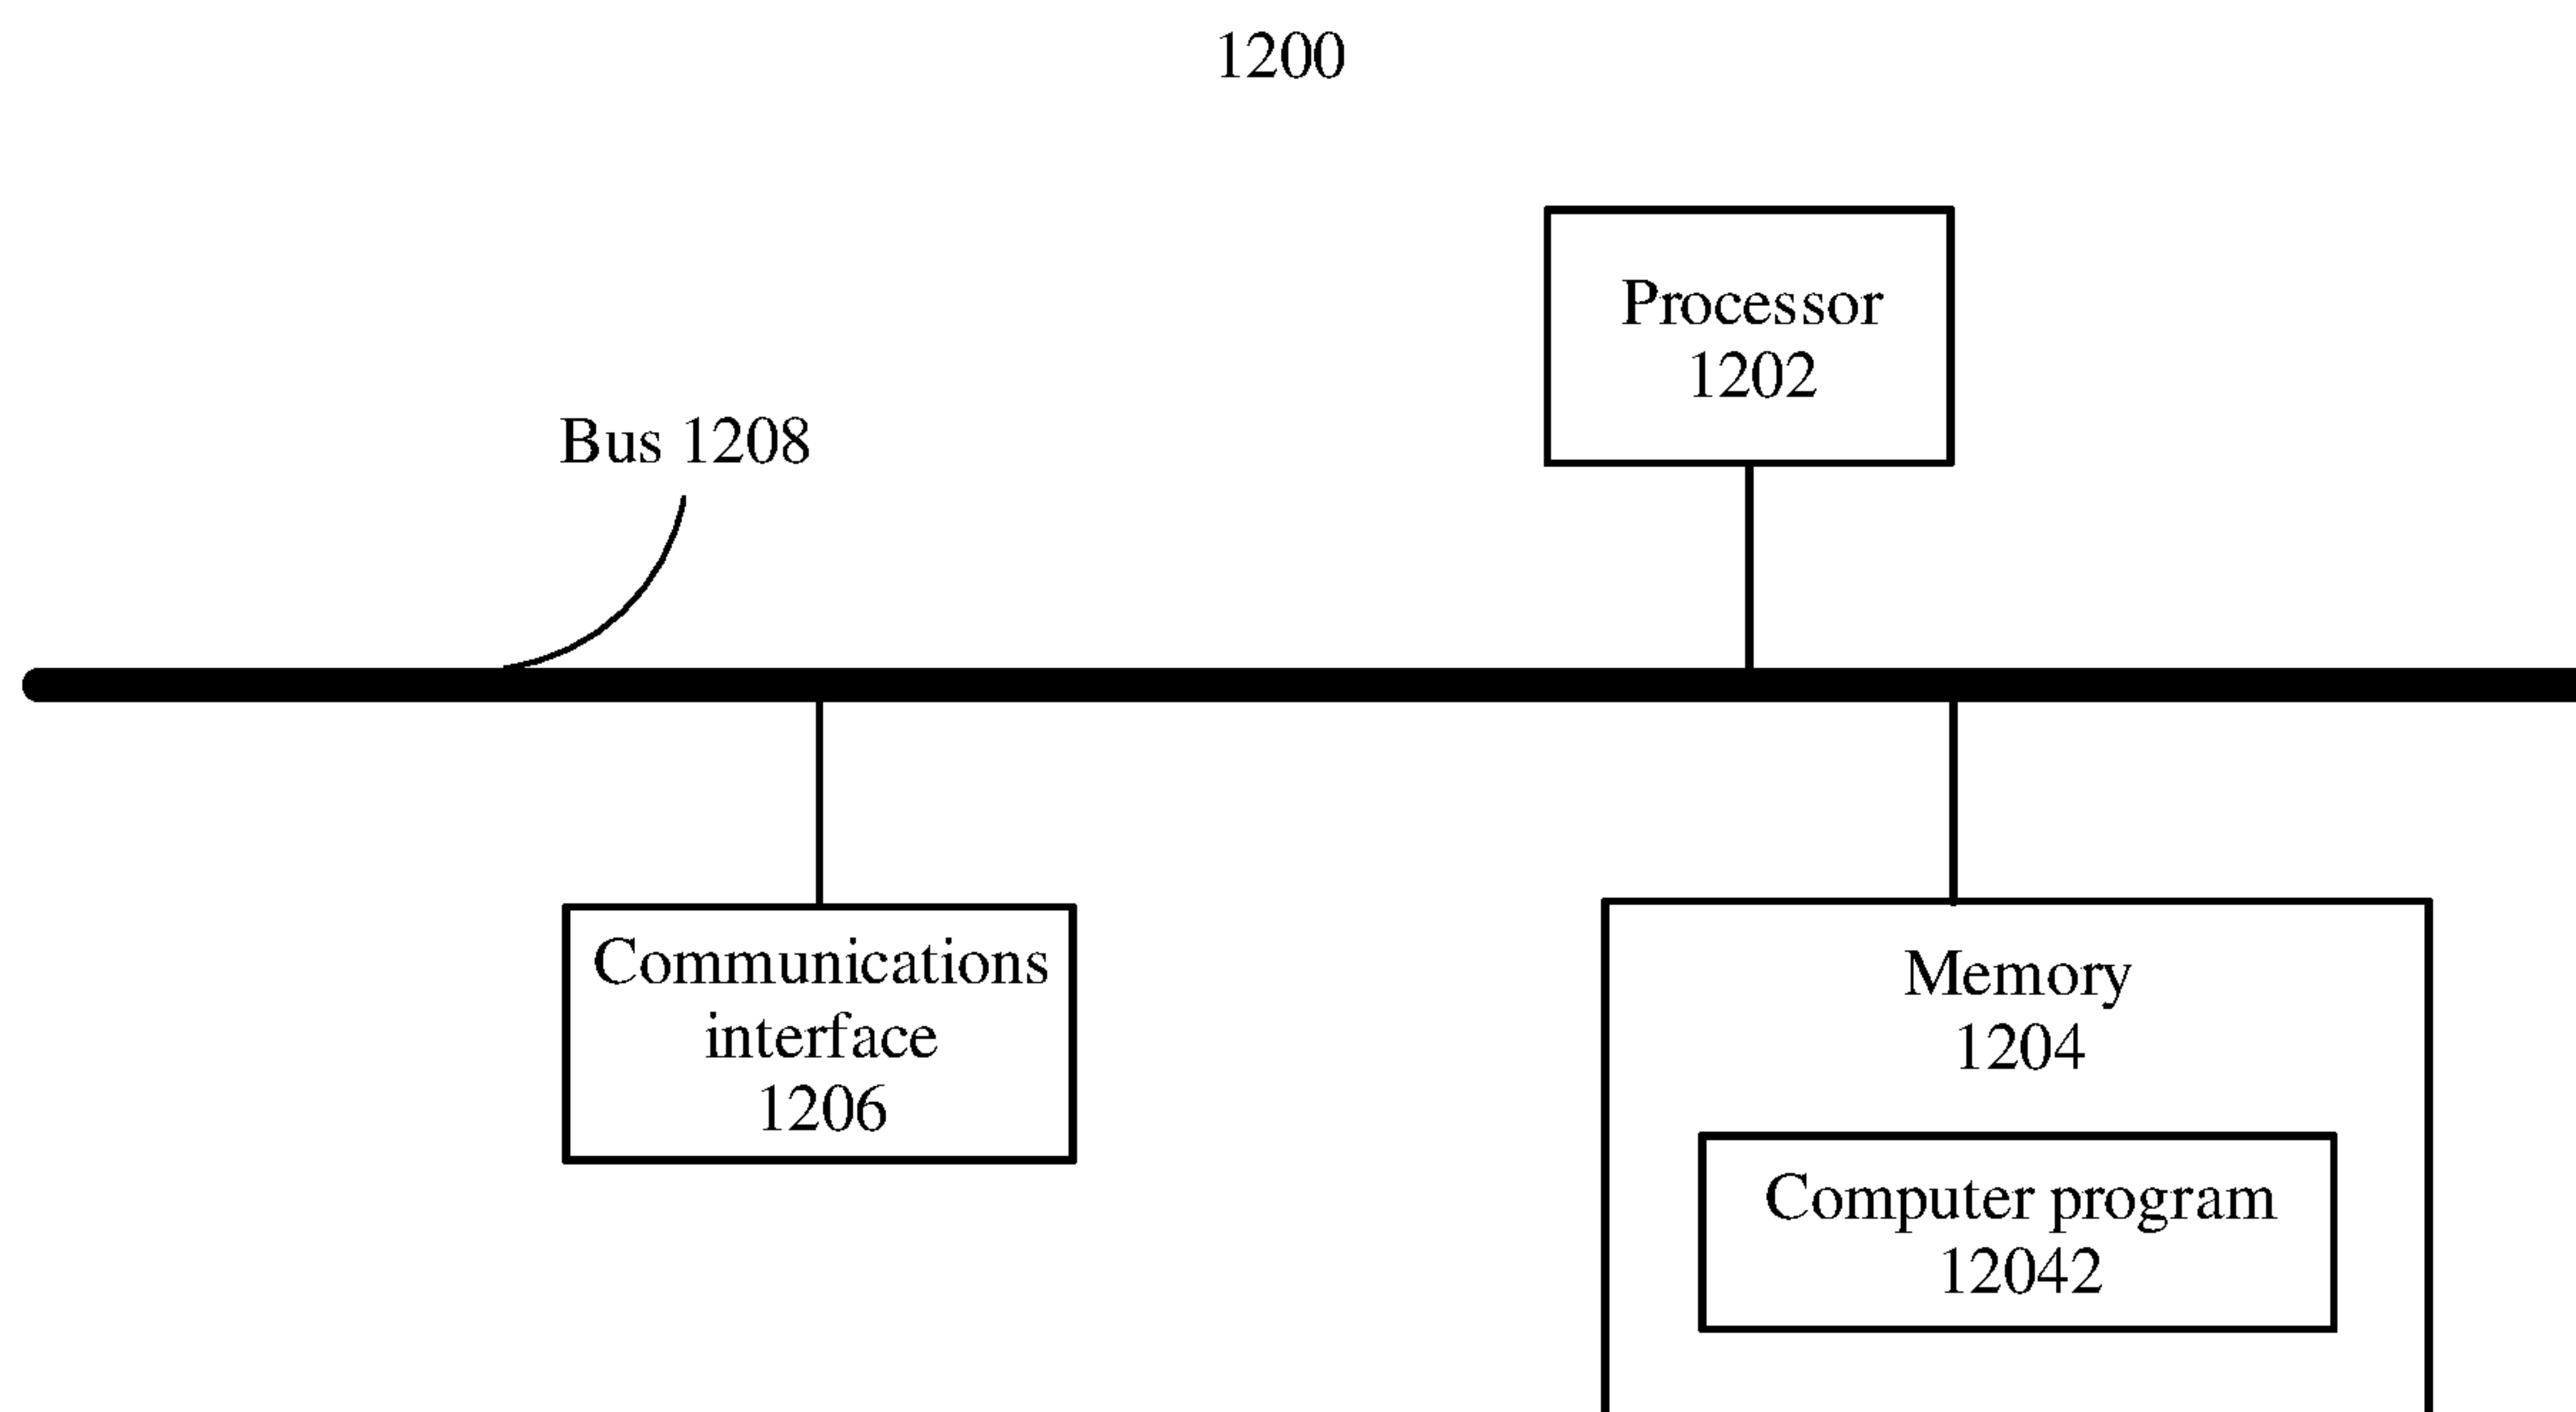 1200
Processor
1202
Bus 1208
Communications
interface
1206
Memory
1204
Computer program
12042